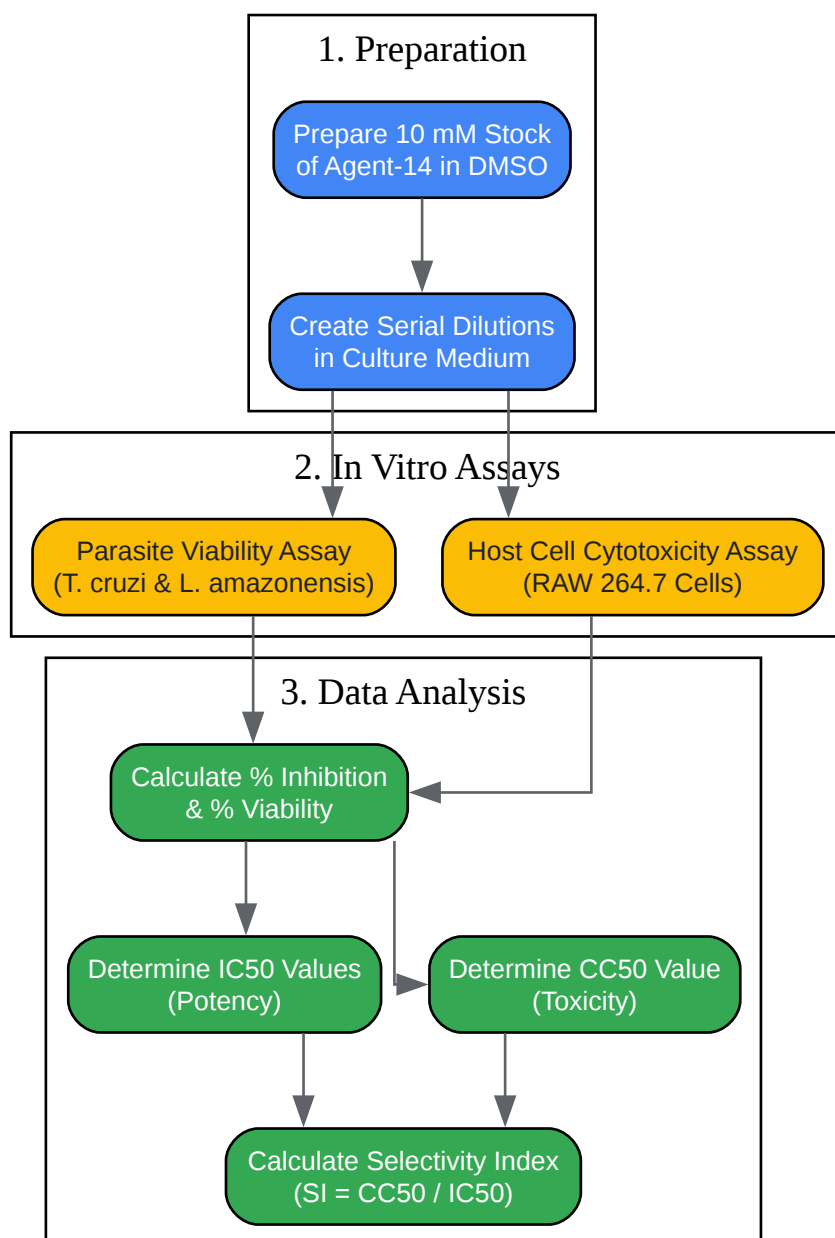 1. Preparation
Prepare 10 mM Stock
of Agent-14 in DMSO
Create Serial Dilutions
in Culture Medium
2. In Vitro Assays
Parasite Viability Assay
(T. cruzi & L. amazonensis)
Host Cell Cytotoxicity Assay
(RAW 264.7 Cells)
3. Data Analysis
Calculate % Inhibition
& % Viability
Determine IC50 Values
(Potency)
Determine CC50 Value
(Toxicity)
Calculate Selectivity Index
(SI = CC50 / IC50)